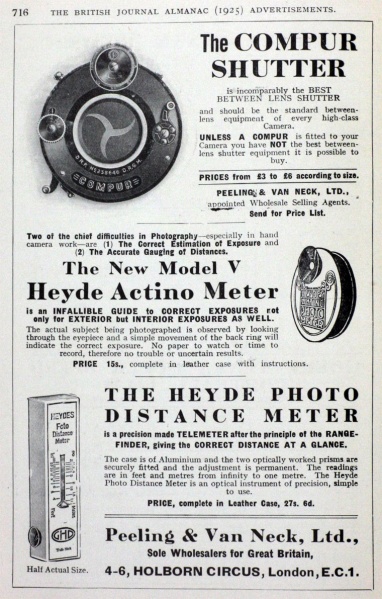 716 THE BRITISH JOURNAL ALMANAC (1925) ADVERTISEMENTS.
The COMPUR
SHUTTER
is incomparably the BEST
BETWEEN LENS SHUTTER
and should be the standard between-
lens equipment of every high-class
Camera.
UNLESS A COMPUR is fitted to your
Camera you have NOT the best between-
lens shutter equipment it is possible to
buy.
PRICES from £3 to £6 according to size.
PEELING & VAN NECK, LTD.,
appointed Wholesale Selling Agents.
Send for Price List.
COMPUR
Two of the chief difficulties in Photography—especially in hand
camera work—are (1) The Correct Estimation of Exposure and
(2) The Accurate Gauging of Distances.
The New Model V
Heyde Actino Meter
is an INFALLIBLE GUIDE to CORRECT EXPOSURES not
only for EXTERIOR but INTERIOR EXPOSURES AS WELL.
The actual subject being photographed is observed by looking
through the eyepiece and a simple movement of the back ring will
indicate the correct exposure. No paper to watch or time to
record, therefore no trouble or uncertain results.
PRICE 15s., complete in leather case with instructions.
THE HEYDE PHOTO
DISTANCE METER
is a precision made TELEMETER after the principle of the RANGE-
FINDER, giving the CORRECT DISTANCE AT A GLANCE.
The case is of Aluminium and the two optically worked prisms are
securely fitted and the adjustment is permanent. The readings
are in feet and metres from infinity to one metre. The Heyde
Photo Distance Meter is an optical instrument of precision, simple
to use.
PRICE, complete in Leather Case, 27s. 6d.
HEYDES
Foto
Distance
Meter
GHD
Half Actual Size.
Peeling & Van Neck, Ltd.,
Sole Wholesalers for Great Britain,
4-6, HOLBORN CIRCUS, London, E.C.1.